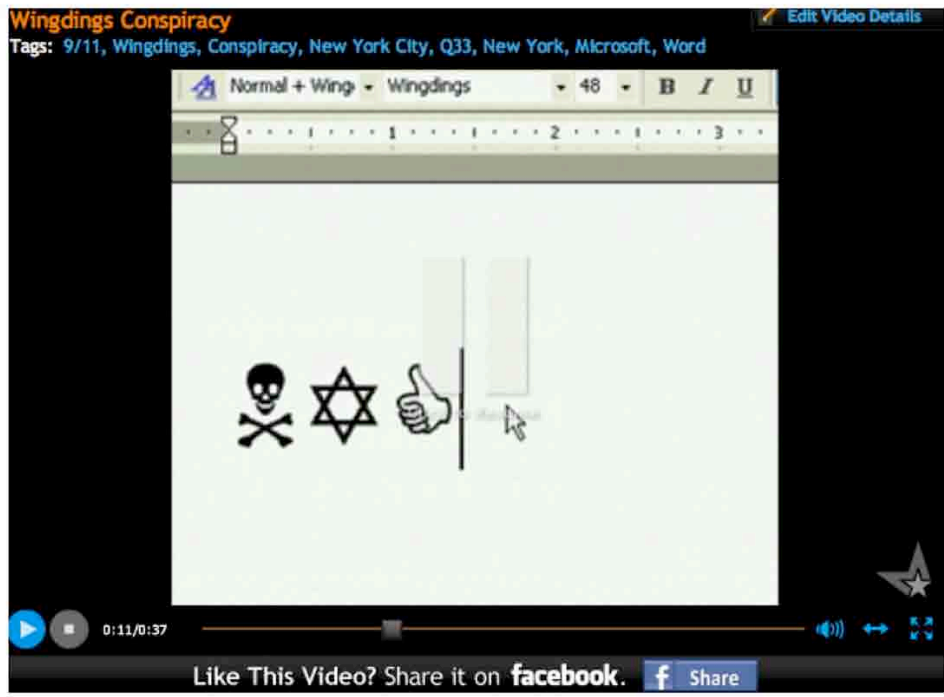 Wingdings Conspiracy
Edit Video Details
Tags: 9/11, Wingdings, Conspiracy, New York City, Q33, New York, Microsoft, Word
Normal + Wing Wingdings 48 B I U
1 2 3
0:11/0:37
Like This Video? Share it on facebook. f Share